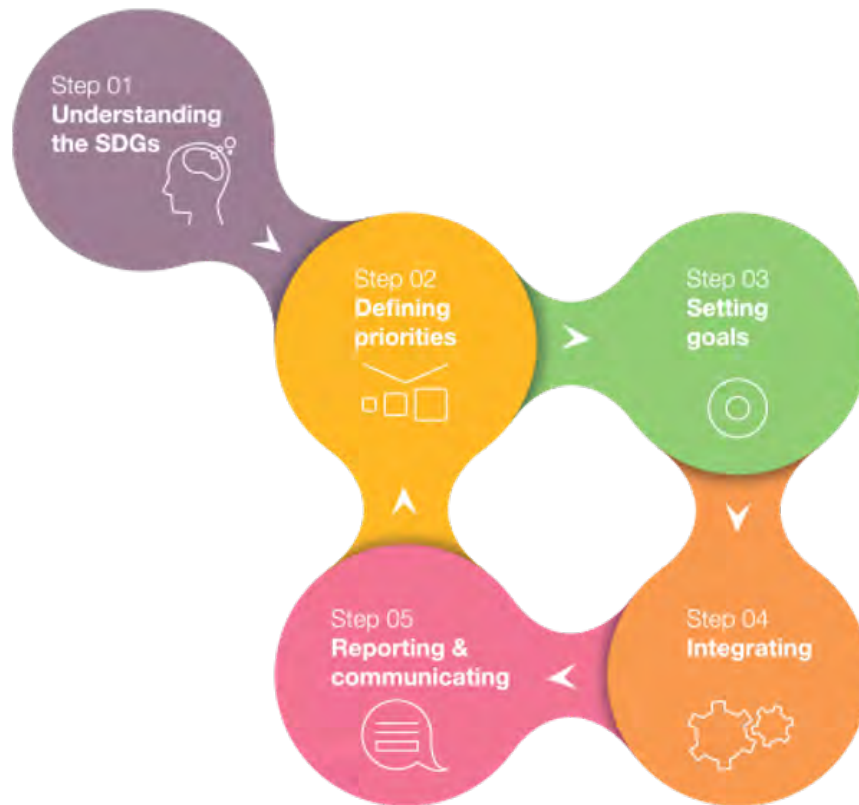 Step 01
Understanding
the SDGs
Step 02
Defining
priorities
Step 03
Setting
goals
Step 04
Integrating
Step 05
Reporting &
communicating